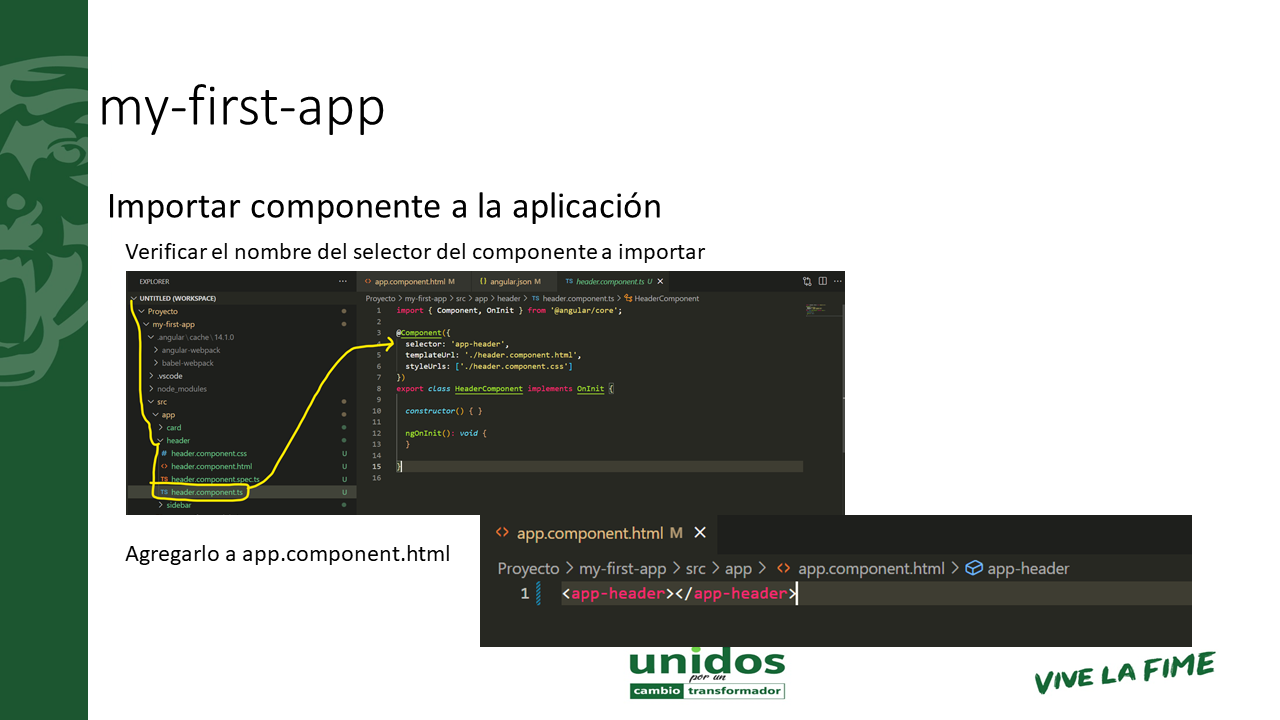 my-first-app
Importar componente a la aplicación
Verificar el nombre del selector del componente a importar
EXPLORER ...
UNTITLED (WORKSPACE)
Proyecto
my-first-app
.angular \ cache \ 14.1.0
angular-webpack
babel-webpack
.vscode
node_modules
src
app
card
header
header.component.css U
header.component.html U
header.component.spec.ts U
header.component.ts U
sidebar
app.component.html M {} angular.json M TS header.component.ts U ...
Proyecto > my-first-app > src > app > header > TS header.component.ts > HeaderComponent
1 import { Component, OnInit } from '@angular/core';
2
3 @Component({
4 selector: 'app-header',
5 templateUrl: './header.component.html',
6 styleUrls: ['./header.component.css']
7 })
8 export class HeaderComponent implements OnInit {
9
10 constructor() { }
11
12 ngOnInit(): void {
13 }
14
15 }
16
Agregarlo a app.component.html
<> app.component.html M
Proyecto > my-first-app > src > app > <> app.component.html > app-header
1 <app-header></app-header>
unidos
por un
cambio transformador
VIVE LA FIME